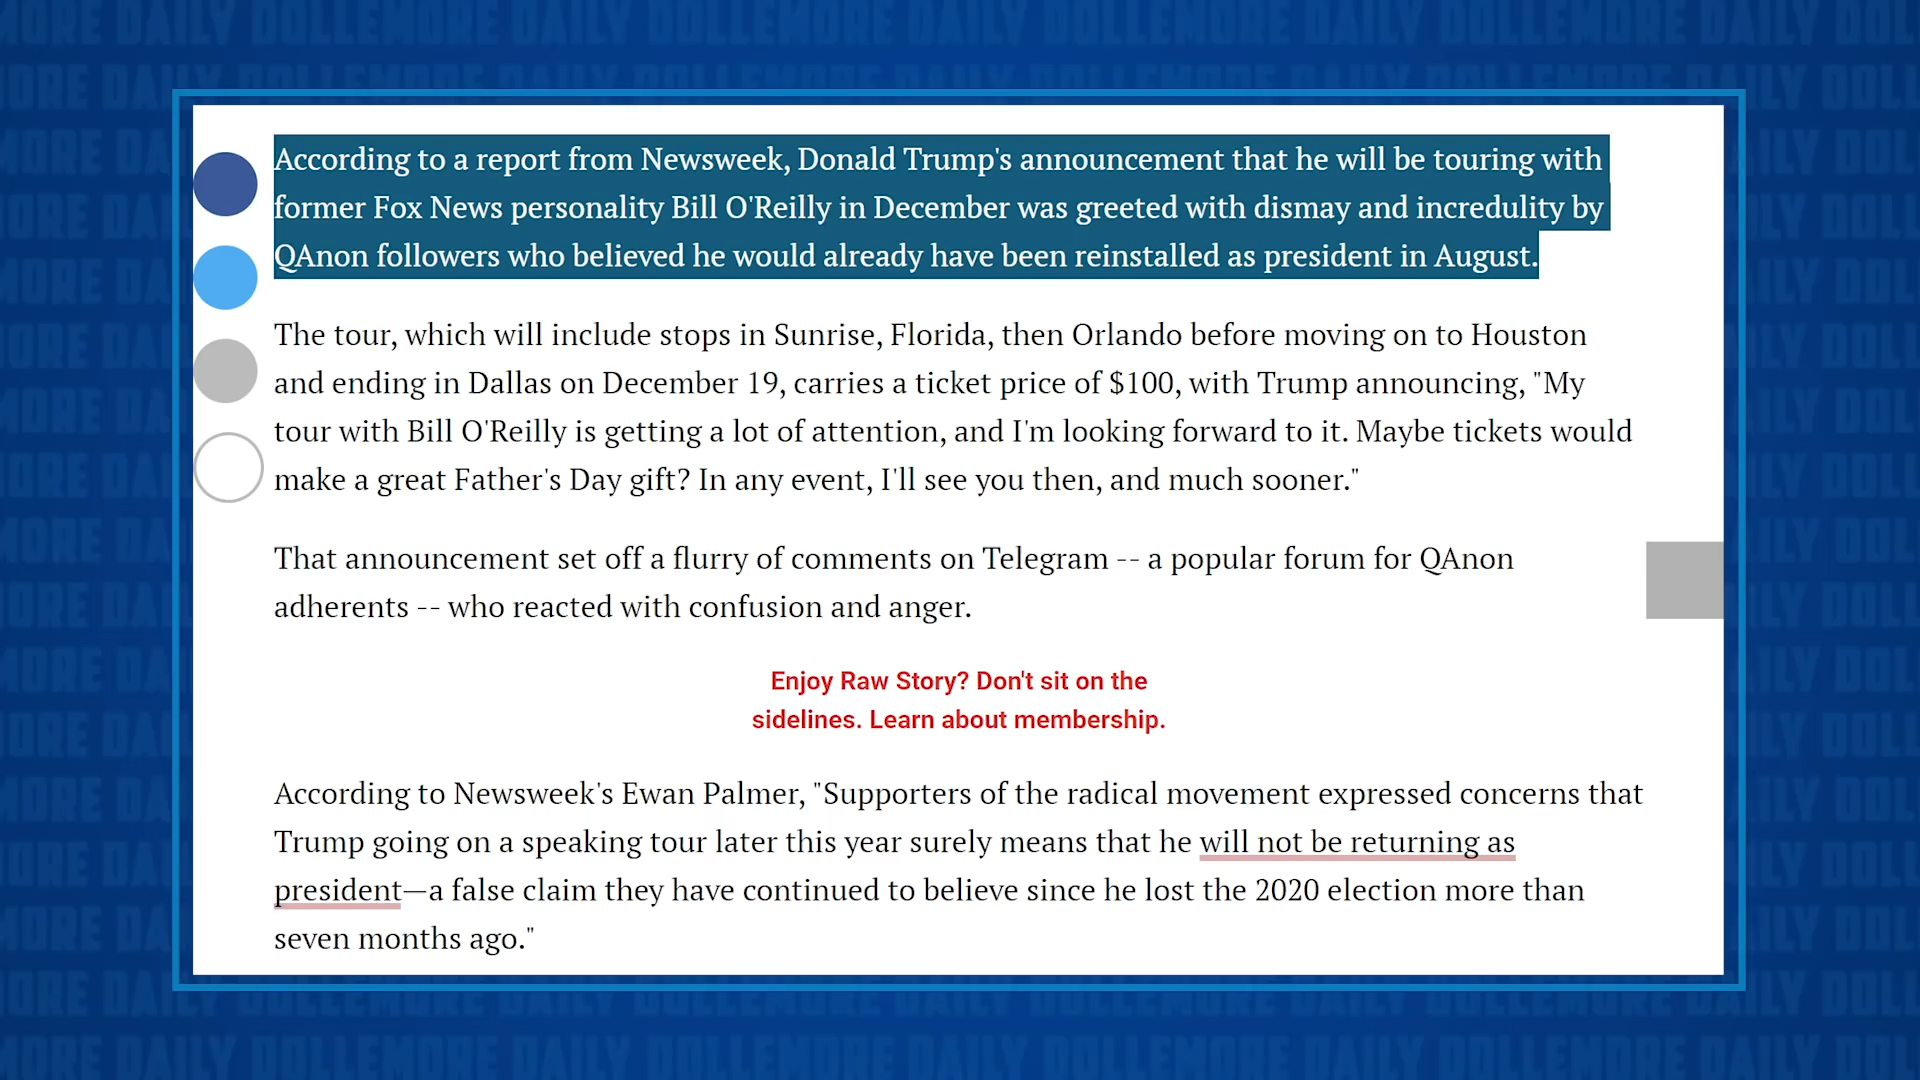 According to a report from Newsweek, Donald Trump's announcement that he will be touring with
former Fox News personality Bill O'Reilly in December was greeted with dismay and incredulity by
QAnon followers who believed he would already have been reinstalled as president in August.
The tour, which will include stops in Sunrise, Florida, then Orlando before moving on to Houston
and ending in Dallas on December 19, carries a ticket price of $100, with Trump announcing, "My
tour with Bill O'Reilly is getting a lot of attention, and I'm looking forward to it. Maybe tickets would
make a great Father's Day gift? In any event, I'll see you then, and much sooner."
That announcement set off a flurry of comments on Telegram -- a popular forum for QAnon
adherents -- who reacted with confusion and anger.
Enjoy Raw Story? Don't sit on the
sidelines. Learn about membership.
According to Newsweek's Ewan Palmer, "Supporters of the radical movement expressed concerns that
Trump going on a speaking tour later this year surely means that he will not be returning as
president—a false claim they have continued to believe since he lost the 2020 election more than
seven months ago."